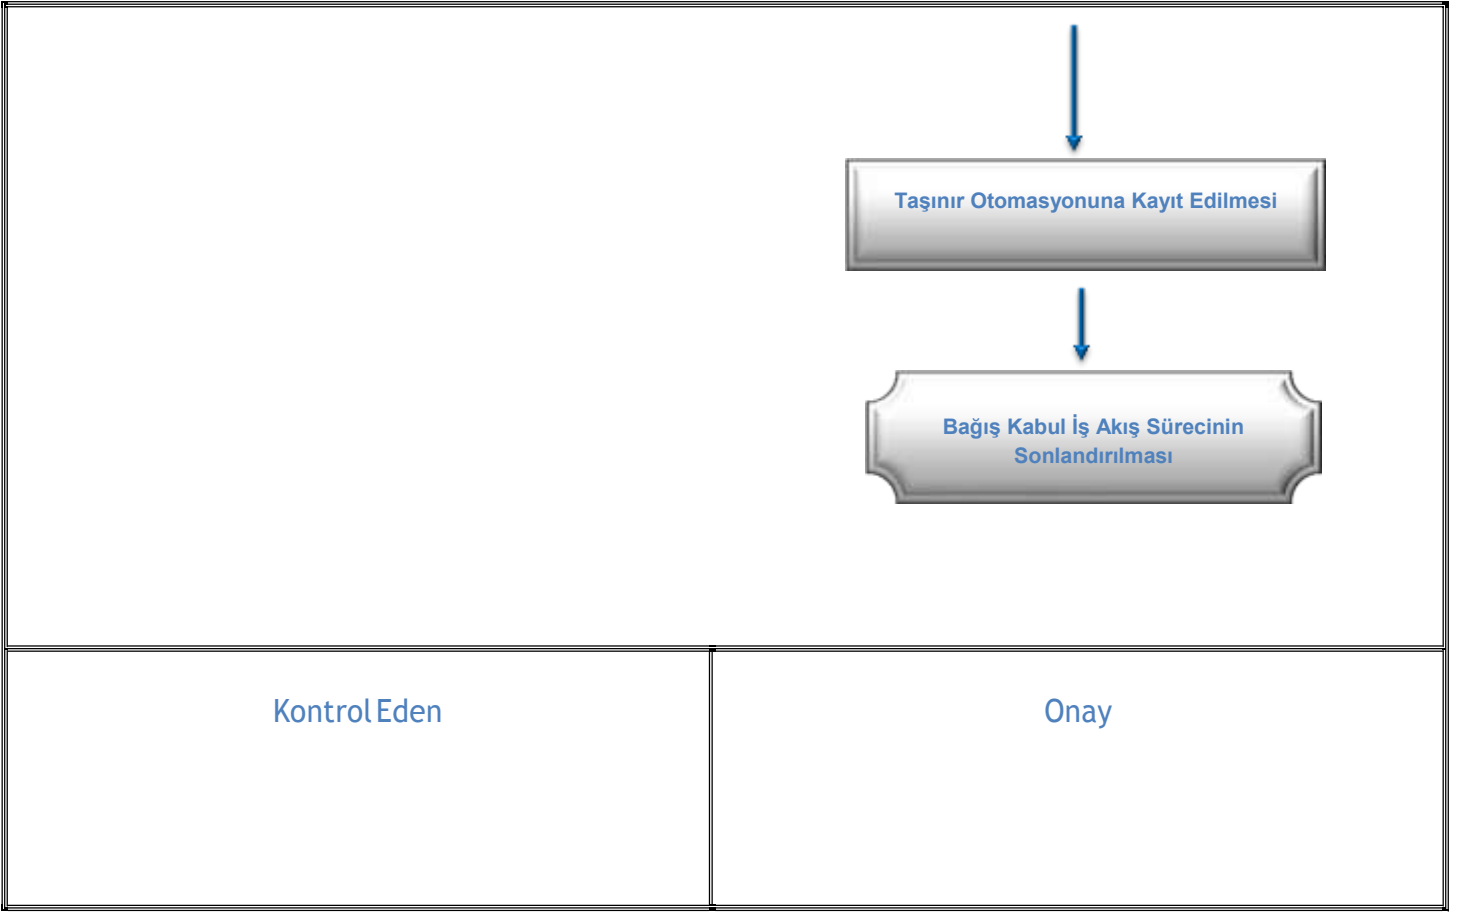 Taşınır Otomasyonuna Kayıt Edilmesi
Bağış Kabul İş Akış Sürecinin
Sonlandırılması
Kontrol Eden
Onay